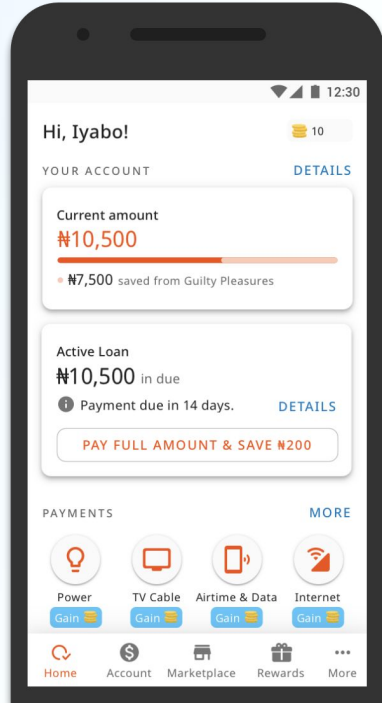 12:30
Hi, Iyabo!
10
YOUR ACCOUNT DETAILS
Current amount
₦10,500
₦7,500 saved from Guilty Pleasures
Active Loan
₦10,500 in due
Payment due in 14 days. DETAILS
PAY FULL AMOUNT & SAVE ₦200
PAYMENTS MORE
Power TV Cable Airtime & Data Internet
Gain Gain Gain Gain
Home Account Marketplace Rewards More